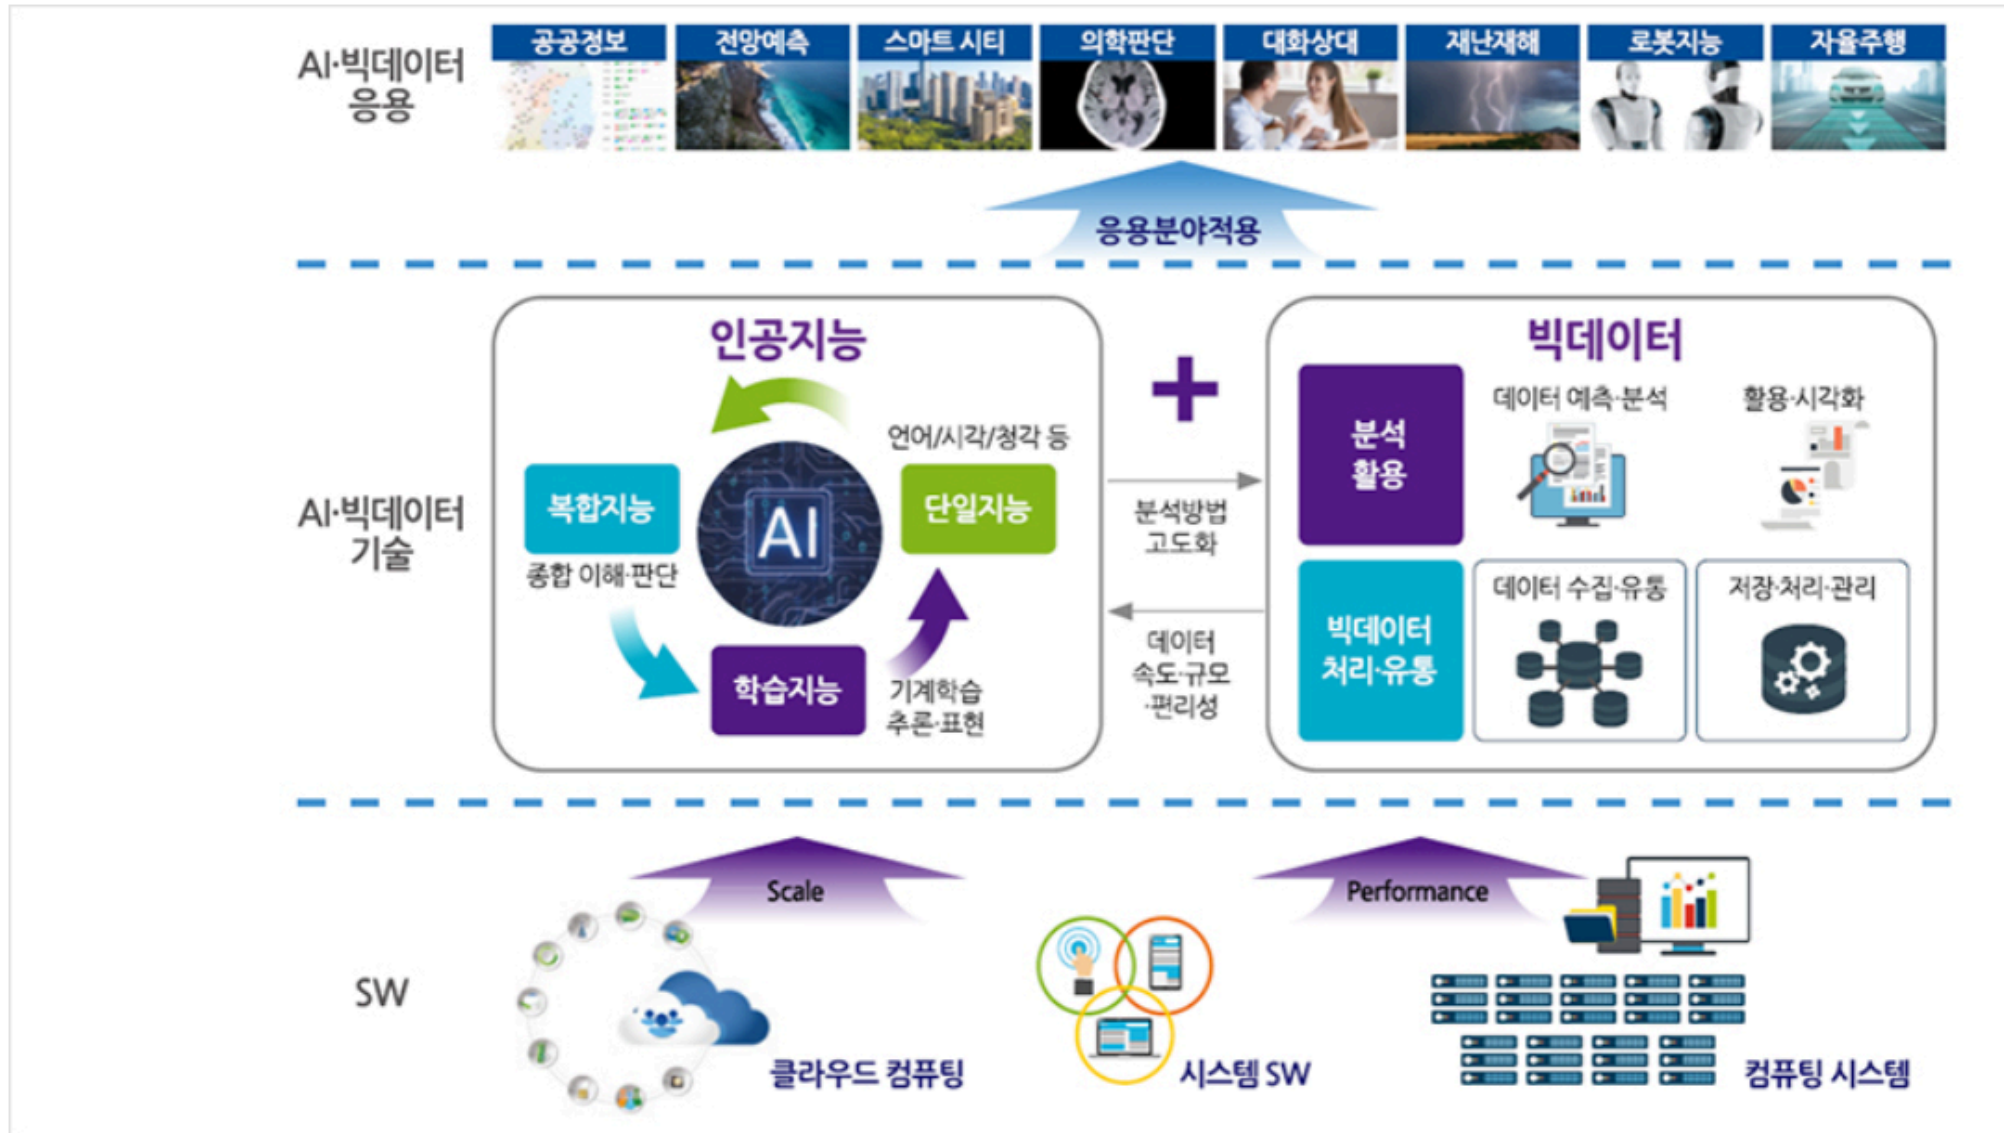 AI·빅데이터
응용
공공정보
전망예측
스마트 시티
의학판단
대화상대
재난재해
로봇지능
자율주행
응용분야적용
AI·빅데이터
기술
인공지능
언어/시각/청각 등
복합지능
AI
단일지능
종합 이해·판단
학습지능
기계학습
추론·표현
+
분석방법
고도화
데이터
속도·규모
·편리성
빅데이터
분석
활용
데이터 예측·분석
활용·시각화
빅데이터
처리·유통
데이터 수집·유통
저장·처리·관리
Scale
Performance
SW
클라우드 컴퓨팅
시스템 SW
컴퓨팅 시스템